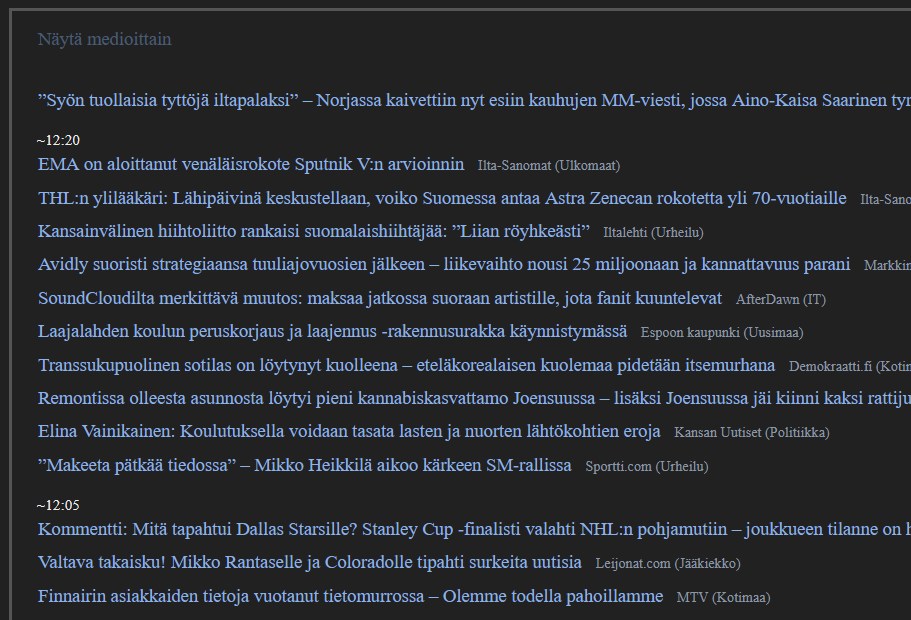 Näytä medioittain
”Syön tuollaisia tyttöjä iltapalaksi” – Norjassa kaivettiin nyt esiin kauhujen MM-viesti, jossa Aino-Kaisa Saarinen
~12:20
EMA on aloittanut venäläisrokote Sputnik V:n arvioinnin Ilta-Sanomat (Ulkomaat)
THL:n ylilääkäri: Lähipäivinä keskustellaan, voiko Suomessa antaa Astra Zenecan rokotetta yli 70-vuotiaille Ilta-Sano
Kansainvälinen hiihtoliitto rankaisi suomalaishiihtäjää: ”Liian röyhkeästi” Iltalehti (Urheilu)
Avidly suoristi strategiaansa tuuliajovuosien jälkeen – liikevaihto nousi 25 miljoonaan ja kannattavuus parani Markkin
SoundCloudilta merkittävä muutos: maksaa jatkossa suoraan artistille, jota fanit kuuntelevat AfterDawn (IT)
Laajalahden koulun peruskorjaus ja laajennus -rakennusurakka käynnistymässä Espoon kaupunki (Uusimaa)
Transsukupuolinen sotilas on löytynyt kuolleena – eteläkorealaisen kuolemaa pidetään itsemurhana Demokraatti.fi (Kotim
Remontissa olleesta asunnosta löytyi pieni kannabiskasvattamo Joensuussa – lisäksi Joensuussa jäi kiinni kaksi rattiju
Elina Vainikainen: Koulutuksella voidaan tasata lasten ja nuorten lähtökohtien eroja Kansan Uutiset (Politiikka)
”Makeeta pätkää tiedossa” – Mikko Heikkilä aikoo kärkeen SM-rallissa Sportti.com (Urheilu)
~12:05
Kommentti: Mitä tapahtui Dallas Starsille? Stanley Cup -finalisti valahti NHL:n pohjamutiin – joukkueen tilanne on
Valtava takaisku! Mikko Rantaselle ja Coloradolle tipahti surkeita uutisia Leijonat.com (Jääkiekko)
Finnairin asiakkaiden tietoja vuotanut tietomurrossa – Olemme todella pahoillamme MTV (Kotimaa)